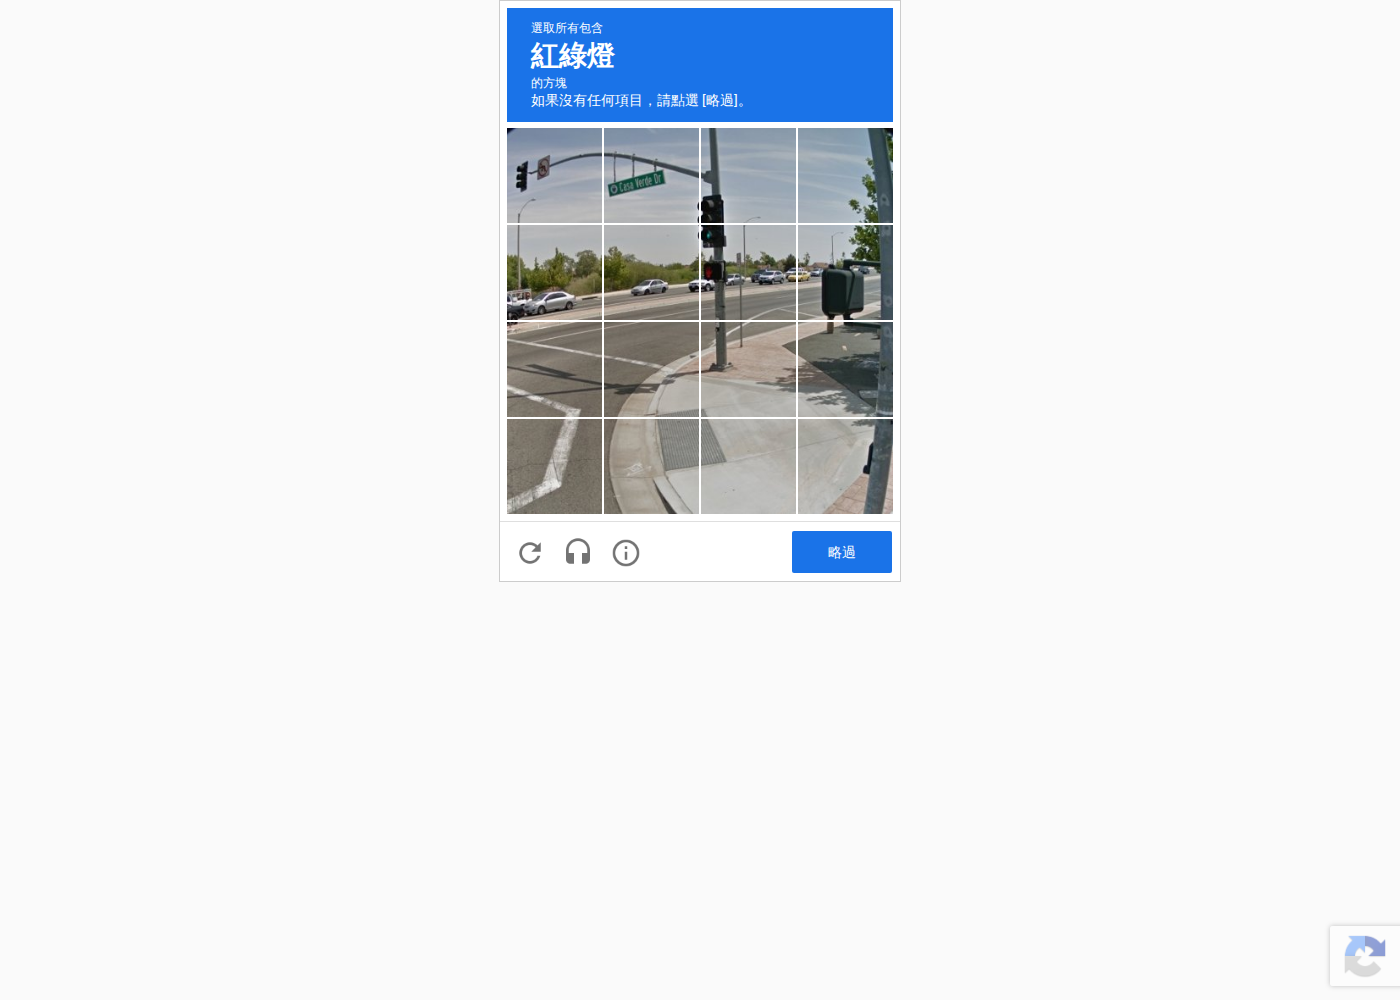 選取所有包含
紅綠燈
的方塊
如果沒有任何項目，請點選 [略過]。
Casa Verde Dr
略過